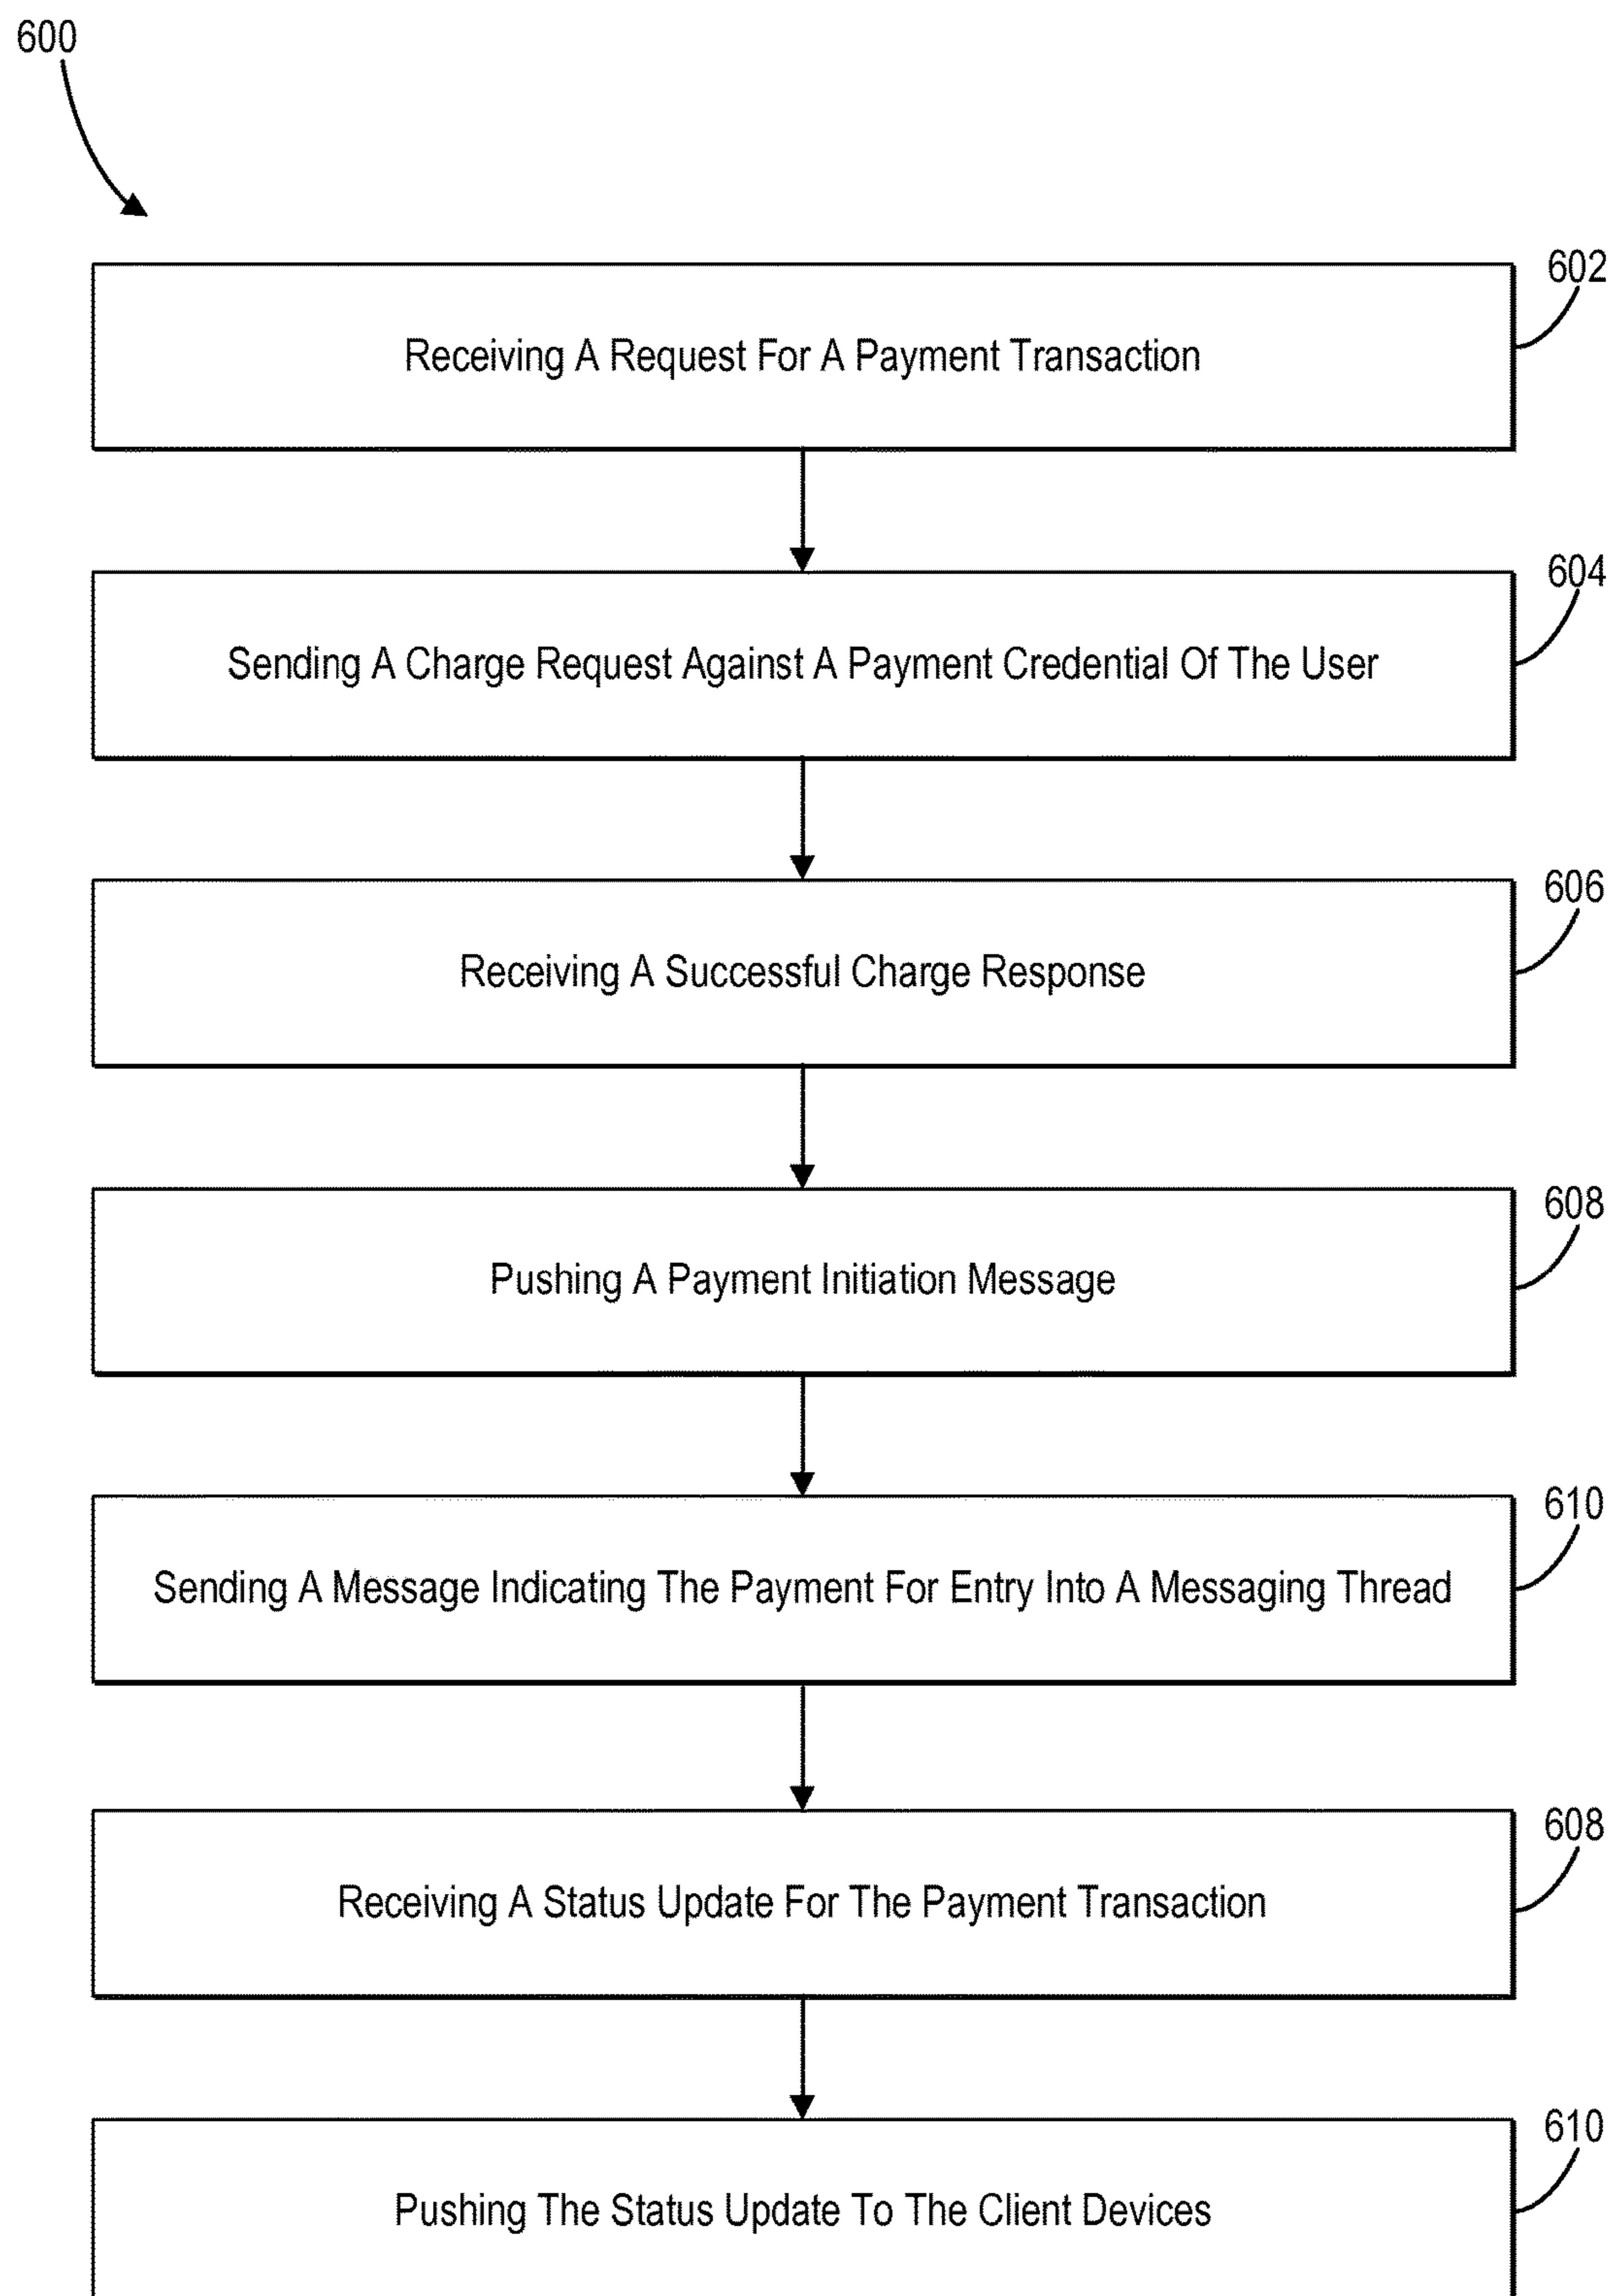 600
602
Receiving A Request For A Payment Transaction
604
Sending A Charge Request Against A Payment Credential Of The User
606
Receiving A Successful Charge Response
608
Pushing A Payment Initiation Message
610
Sending A Message Indicating The Payment For Entry Into A Messaging Thread
608
Receiving A Status Update For The Payment Transaction
610
Pushing The Status Update To The Client Devices